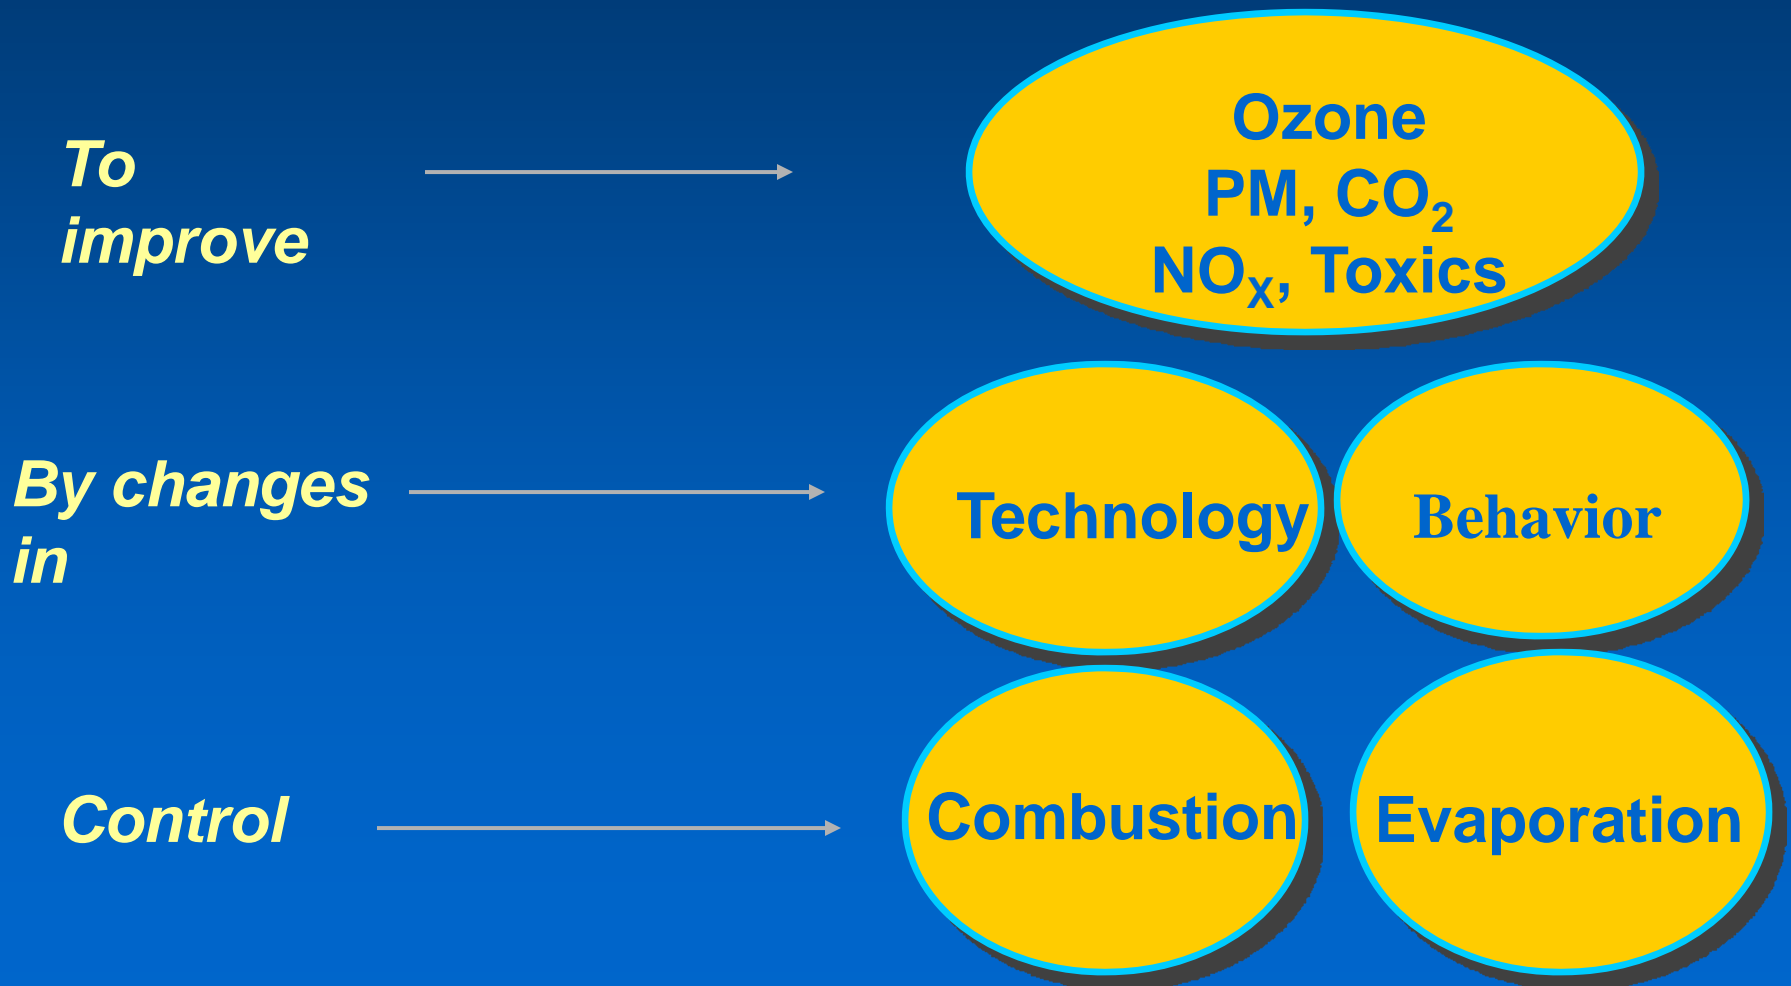 To
improve
Ozone
PM, CO₂
NOₓ, Toxics
By changes
in
Technology
Behavior
Control
Combustion
Evaporation